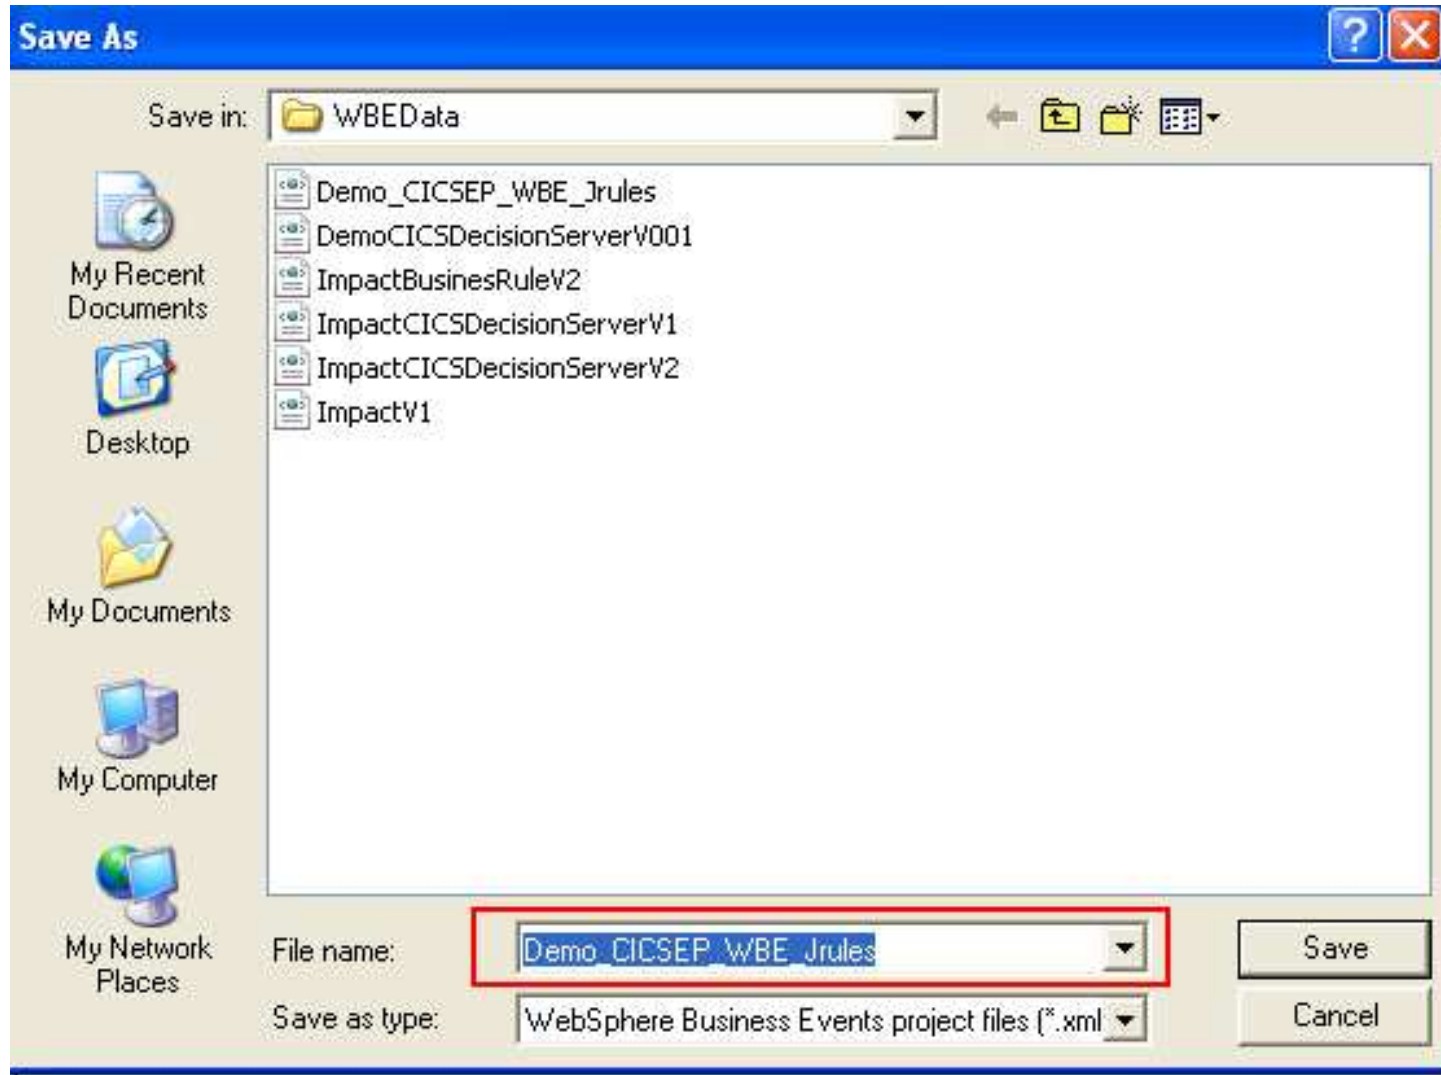 Save As
Save in:
WBEData
Demo_CICSEP_WBE_Jrules
DemoCICSDecisionServerV001
ImpactBusinesRuleV2
ImpactCICSDecisionServerV1
ImpactCICSDecisionServerV2
ImpactV1
My Recent
Documents
Desktop
My Documents
My Computer
My Network
Places
File name:
Demo_CICSEP_WBE_Jrules
Save
Save as type:
WebSphere Business Events project files (*.xml
Cancel